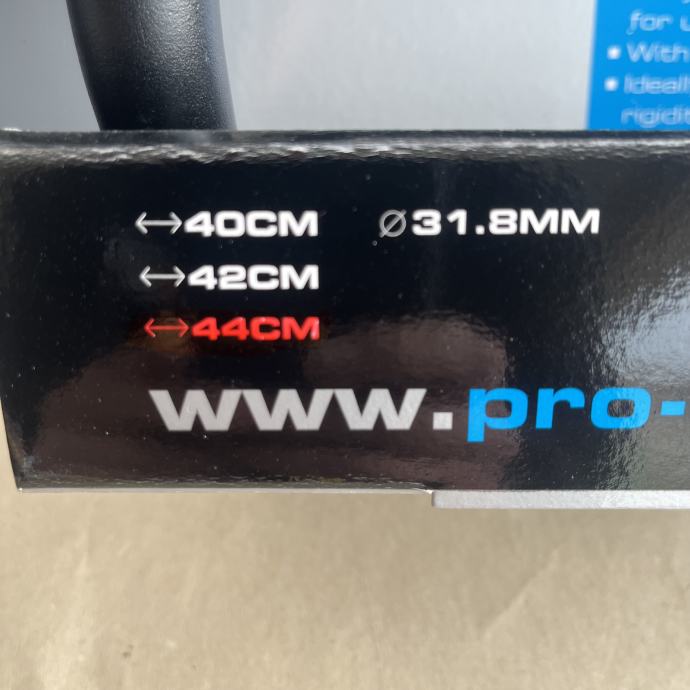 for u
• With
• Ideall
rigidit
↔40CM ⌀31.8MM
↔42CM
↔44CM
www.pro-